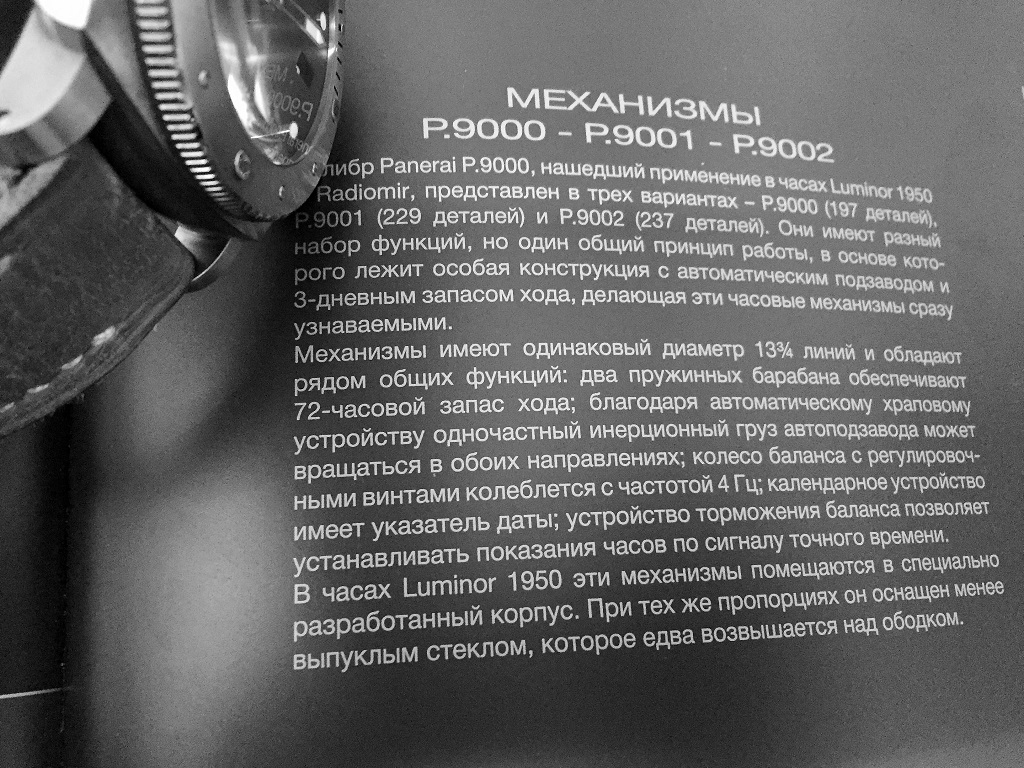 МЕХАНИЗМЫ
P.9000 – P.9001 – P.9002
либр Panerai P.9000, нашедший применение в часах Luminor 1950
Radiomir, представлен в трех вариантах – P.9000 (197 деталей),
P.9001 (229 деталей) и P.9002 (237 деталей). Они имеют разный
набор функций, но один общий принцип работы, в основе кото-
рого лежит особая конструкция с автоматическим подзаводом и
3-дневным запасом хода, делающая эти часовые механизмы сразу
узнаваемыми.
Механизмы имеют одинаковый диаметр 13¾ линий и обладают
рядом общих функций: два пружинных барабана обеспечивают
72-часовой запас хода; благодаря автоматическому храповому
устройству одночастный инерционный груз автоподзавода может
вращаться в обоих направлениях; колесо баланса с регулировоч-
ными винтами колеблется с частотой 4 Гц; календарное устройство
имеет указатель даты; устройство торможения баланса позволяет
устанавливать показания часов по сигналу точного времени.
В часах Luminor 1950 эти механизмы помещаются в специально
разработанный корпус. При тех же пропорциях он оснащен менее
выпуклым стеклом, которое едва возвышается над ободком.